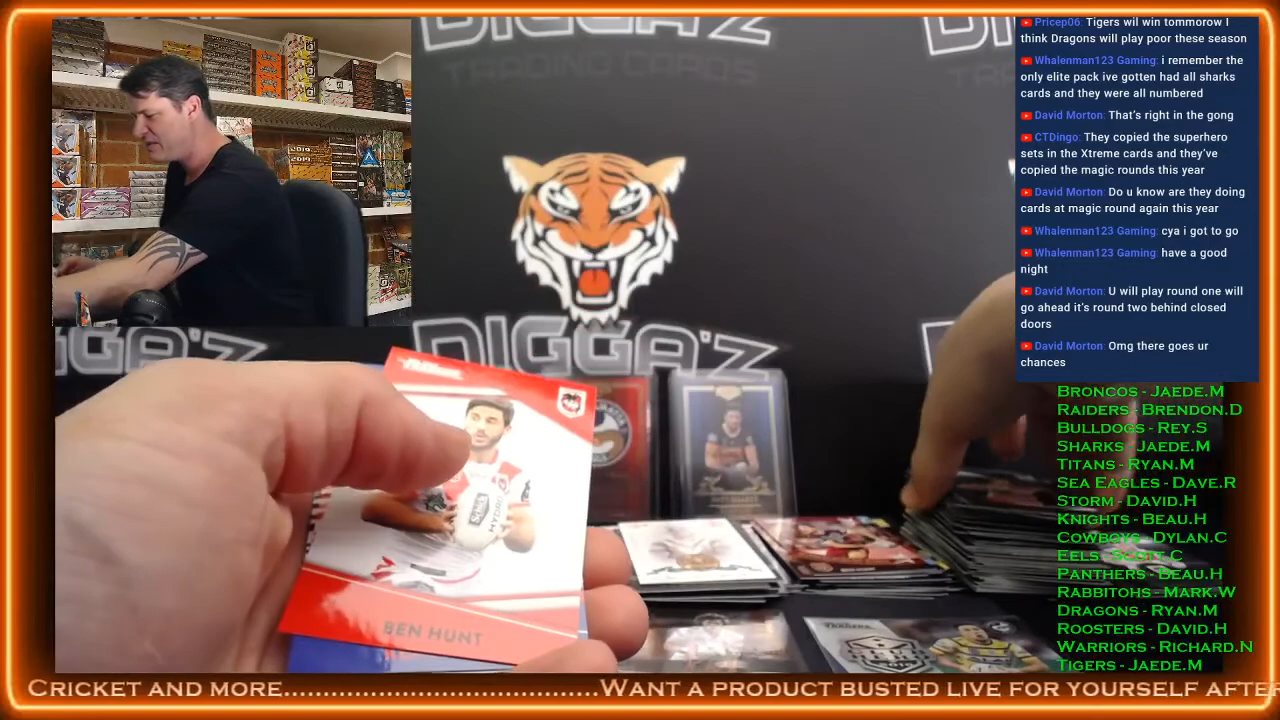 Pricep06: Tigers wil win tommorow I
think Dragons will play poor these season
Whalenman123 Gaming: i remember the
only elite pack ive gotten had all sharks
cards and they were all numbered
David Morton: That's right in the gong
CTDingo: They copied the superhero
sets in the Xtreme cards and they've
copied the magic rounds this year
David Morton: Do u know are they doing
cards at magic round again this year
Whalenman123 Gaming: cya i got to go
Whalenman123 Gaming: have a good
night
David Morton: U will play round one will
go ahead it's round two behind closed
doors
David Morton: Omg there goes ur
chances
DIGGA'Z
TRADING CARDS
DIGGA'Z
BEN HUNT
Broncos - Jaede.M
Raiders - Brendon.D
Bulldogs - Rey.S
Sharks - Jaede.M
Titans - Ryan.M
Sea Eagles - Dave.R
Storm - David.H
Knights - Beau.H
Cowboys - Dylan.C
Eels - Scott.C
Panthers - Beau.H
Rabbitohs - Mark.W
Dragons - Ryan.M
Roosters - David.H
Warriors - Richard.N
Tigers - Jaede.M
Cricket and more.......................................Want a product busted live for yourself after